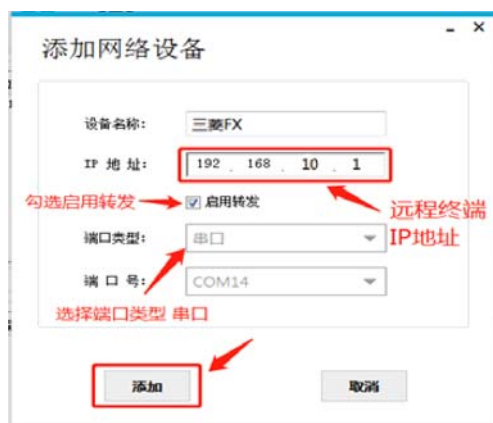 添加网络设备
设备名称: 三菱FX
IP 地 址: 192 . 168 . 10 . 1
勾选启用转发 启用转发
远程终端
IP地址
端口类型: 串口
端 口 号: COM14
选择端口类型 串口
添加 取消